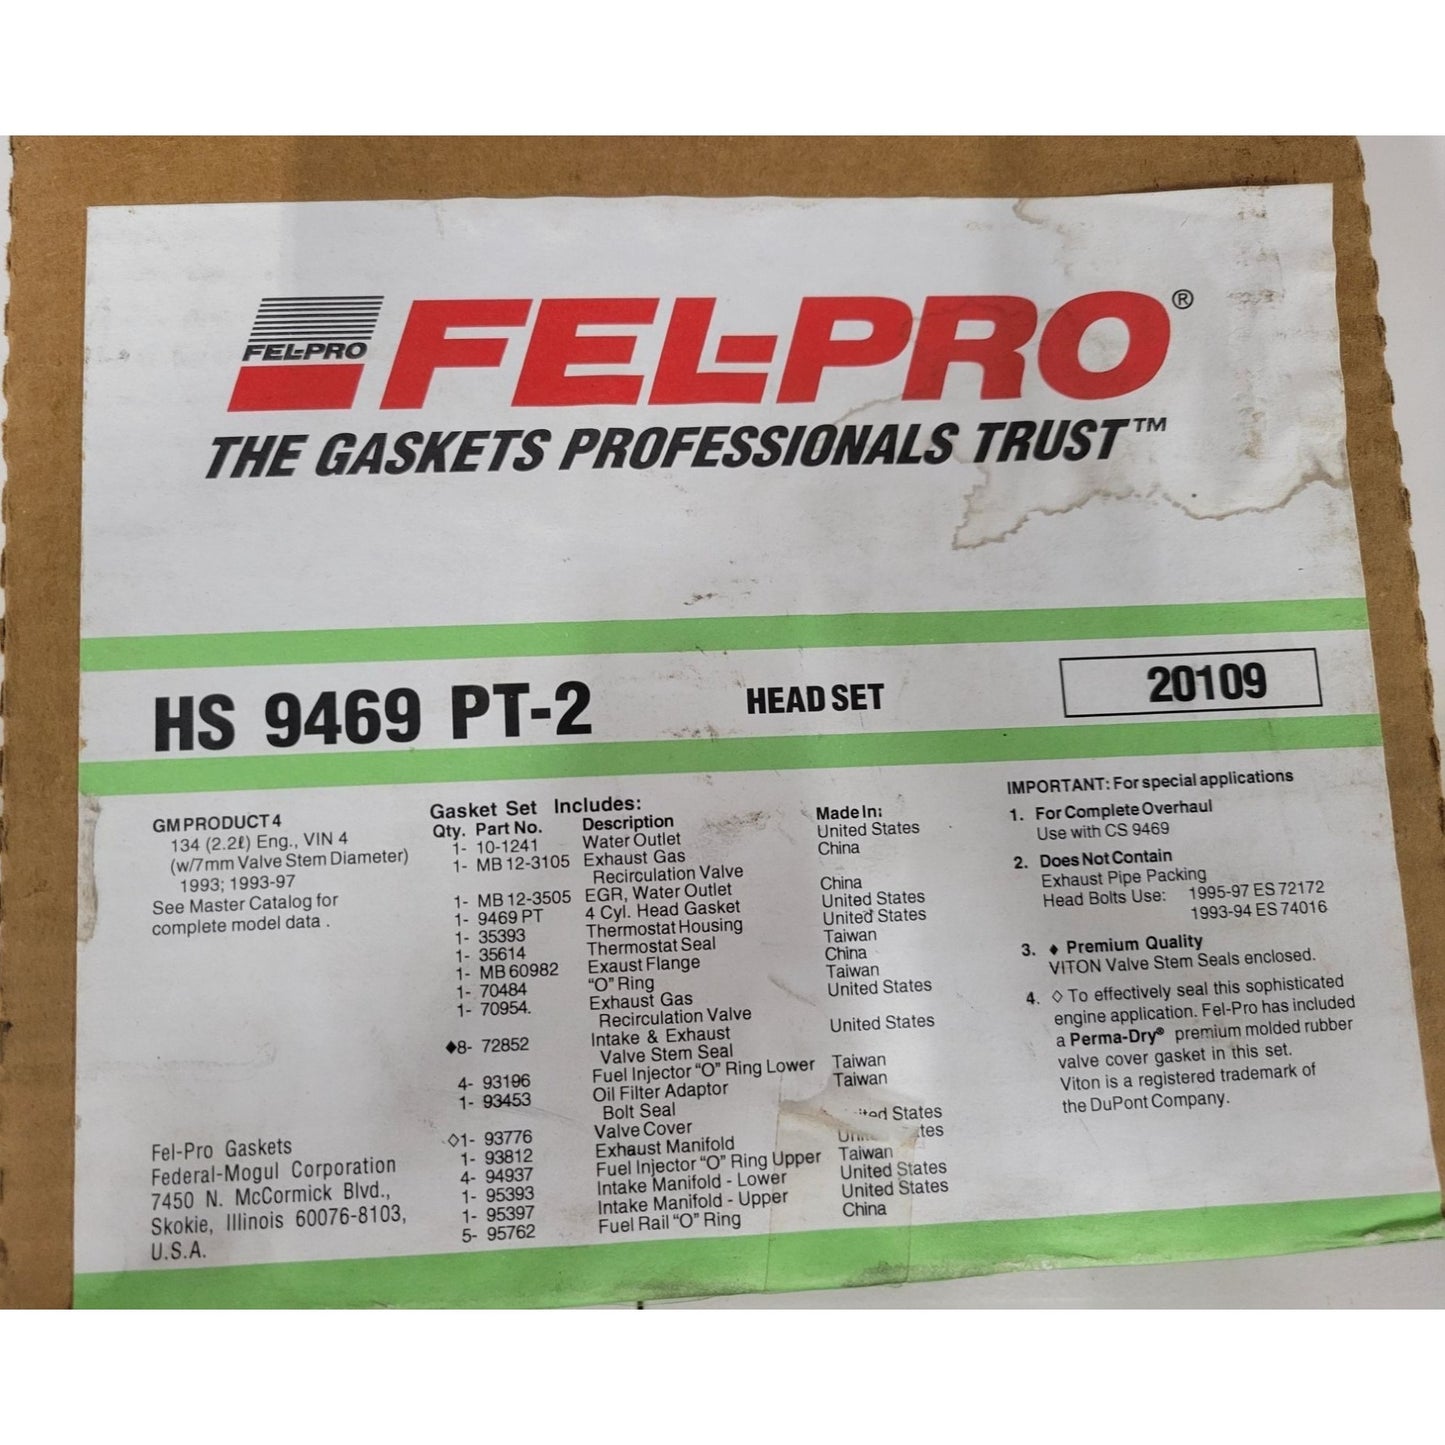 FEL-PRO
FEL-PRO®
THE GASKETS PROFESSIONALS TRUST™
HS 9469 PT-2
HEAD SET
20109
GM PRODUCT 4
134 (2.2ℓ) Eng., VIN 4
(w/7mm Valve Stem Diameter)
1993; 1993-97
See Master Catalog for
complete model data .
Fel-Pro Gaskets
Federal-Mogul Corporation
7450 N. McCormick Blvd.,
Skokie, Illinois 60076-8103,
U.S.A.
Gasket Set Includes:
Qty. Part No. Description Made In:
1- 10-1241 Water Outlet United States
1- MB 12-3105 Exhaust Gas China
Recirculation Valve
1- MB 12-3505 EGR, Water Outlet China
1- 9469 PT 4 Cyl. Head Gasket United States
1- 35393 Thermostat Housing United States
1- 35614 Thermostat Seal Taiwan
1- MB 60982 Exaust Flange China
1- 70484 "O" Ring Taiwan
1- 70954. Exhaust Gas United States
Recirculation Valve
♦8- 72852 Intake & Exhaust United States
Valve Stem Seal
4- 93196 Fuel Injector "O" Ring Lower Taiwan
1- 93453 Oil Filter Adaptor Taiwan
Bolt Seal
◊1- 93776 Valve Cover States
1- 93812 Exhaust Manifold
4- 94937 Fuel Injector "O" Ring Upper Taiwan
1- 95393 Intake Manifold - Lower United States
1- 95397 Intake Manifold - Upper United States
5- 95762 Fuel Rail "O" Ring China
IMPORTANT: For special applications
1. For Complete Overhaul
Use with CS 9469
2. Does Not Contain
Exhaust Pipe Packing
Head Bolts Use: 1995-97 ES 72172
1993-94 ES 74016
3. ♦ Premium Quality
VITON Valve Stem Seals enclosed.
4. ◊ To effectively seal this sophisticated
engine application. Fel-Pro has included
a Perma-Dry® premium molded rubber
valve cover gasket in this set.
Viton is a registered trademark of
the DuPont Company.